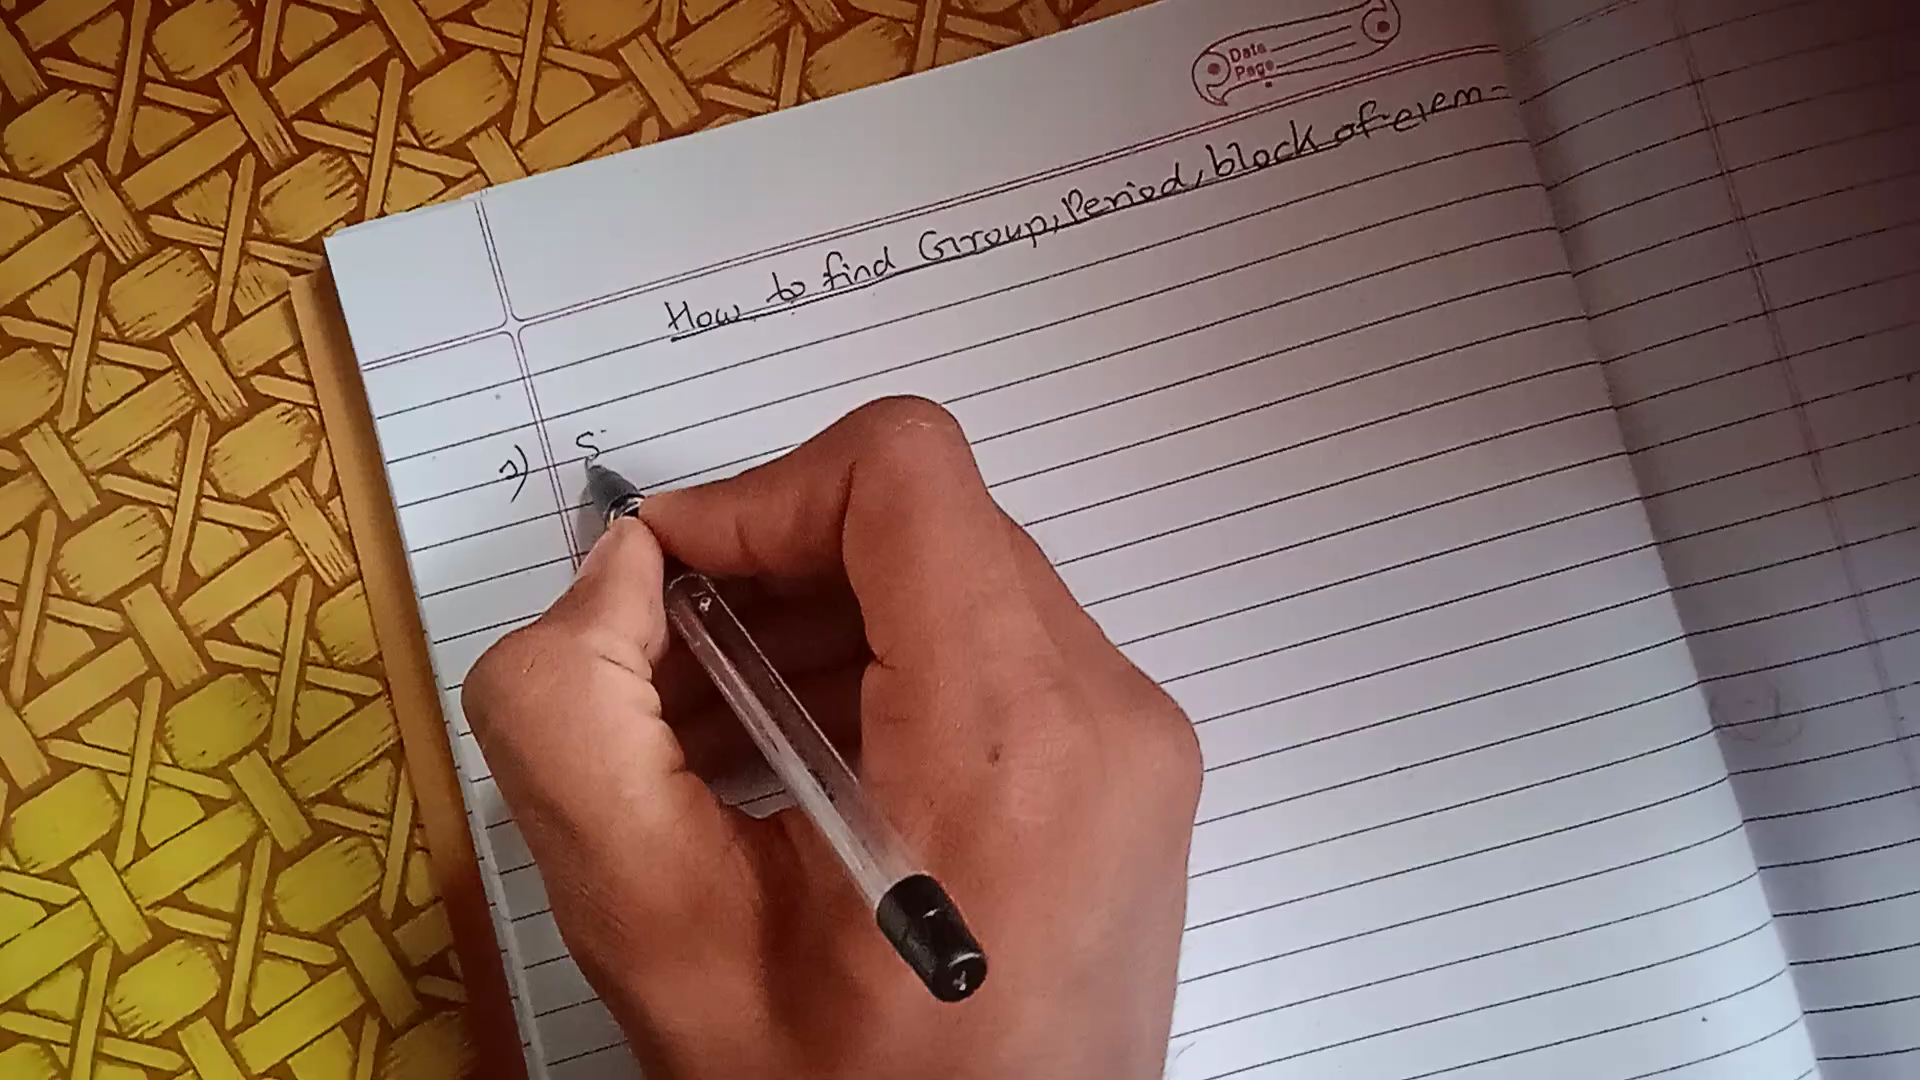 Date
Page
How to find Group, Period, block of elem-
1) S